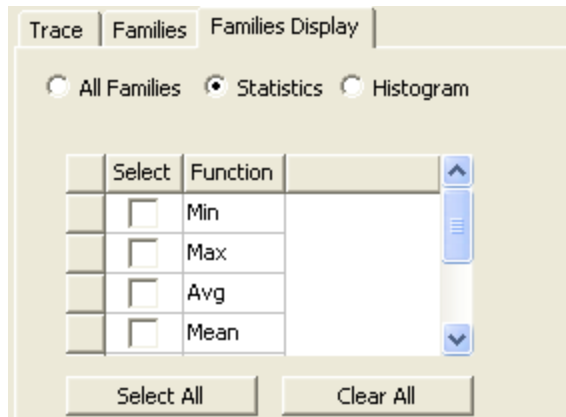 Trace Families Families Display
All Families Statistics Histogram
Select Function
Min
Max
Avg
Mean
Select All Clear All